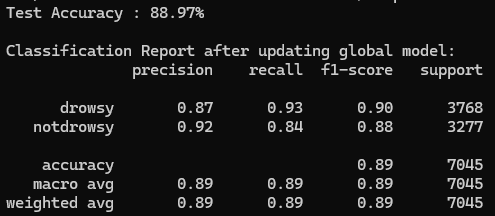 Test Accuracy : 88.97%
Classification Report after updating global model:
precision recall f1-score support
drowsy 0.87 0.93 0.90 3768
notdrowsy 0.92 0.84 0.88 3277
accuracy 0.89 7045
macro avg 0.89 0.89 0.89 7045
weighted avg 0.89 0.89 0.89 7045